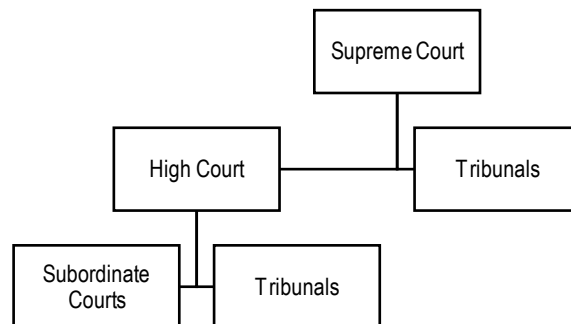 Supreme Court
High Court
Tribunals
Subordinate
Courts
Tribunals